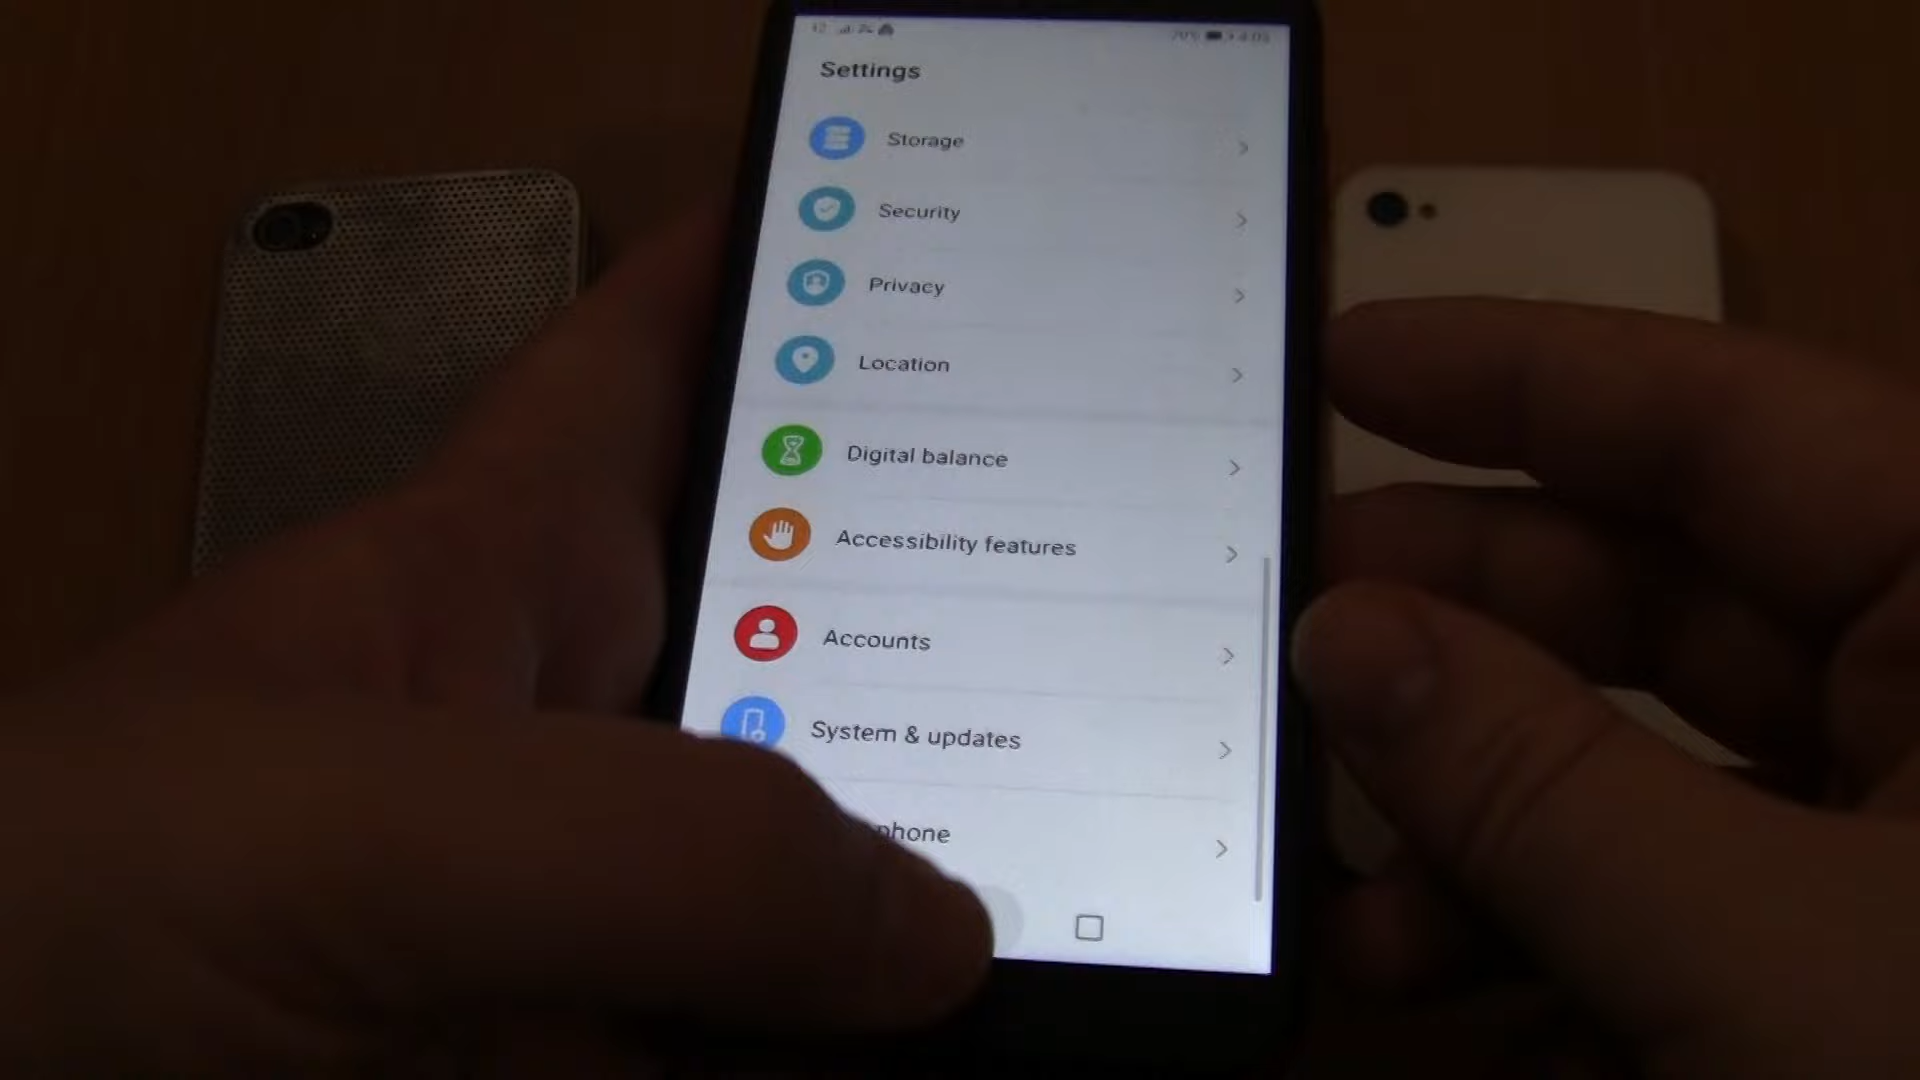 Settings
Storage
Security
Privacy
Location
Digital balance
Accessibility features
Accounts
System & updates
phone